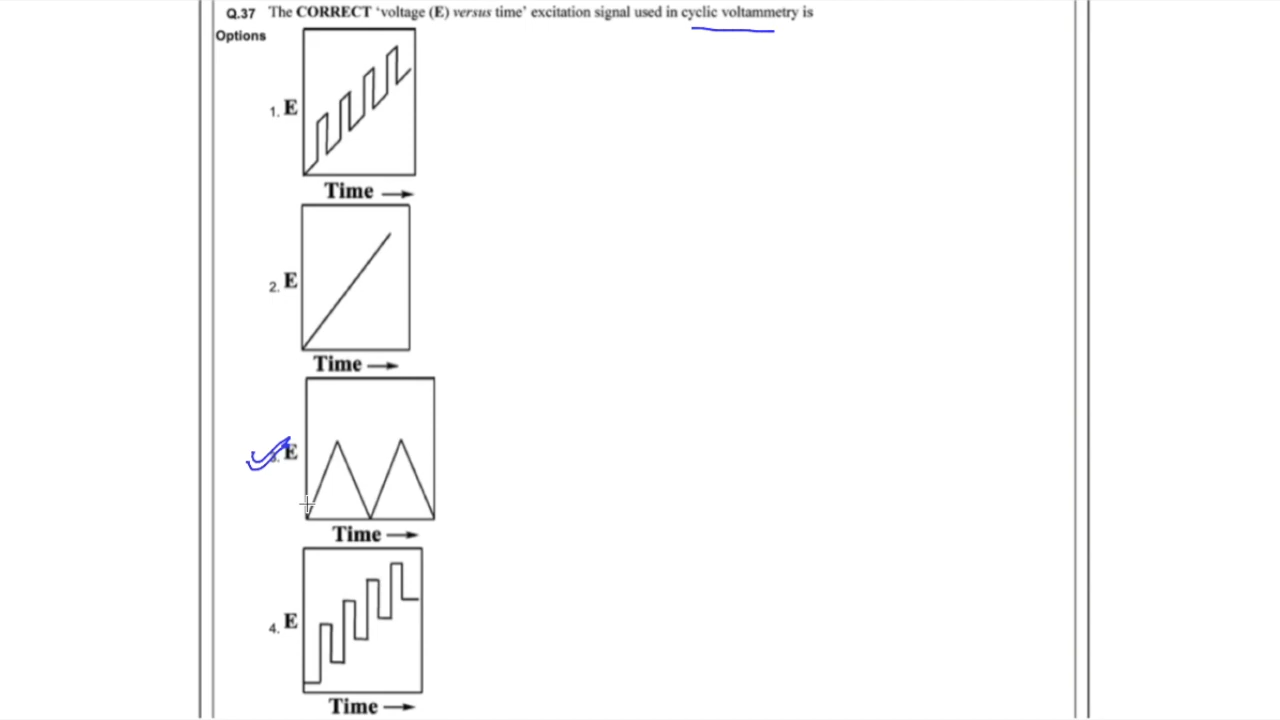 Q.37 The CORRECT ‘voltage (E) versus time’ excitation signal used in cyclic voltammetry is
Options
1. E
Time
2. E
Time
3. E
Time
4. E
Time